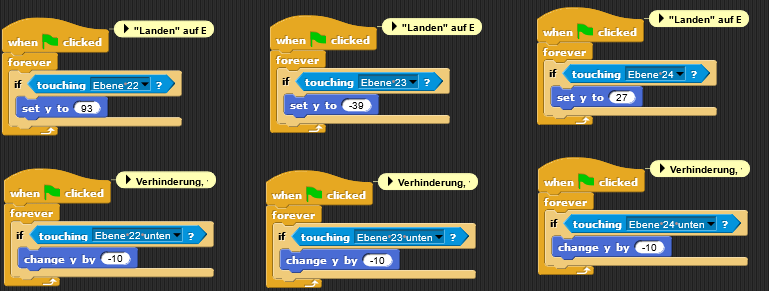 "Landen" auf E
when clicked
forever
if touching Ebene 22 ?
set y to 93
"Landen" auf E
when clicked
forever
if touching Ebene 23 ?
set y to -39
"Landen" auf E
when clicked
forever
if touching Ebene 24 ?
set y to 27
Verhinderung,
when clicked
forever
if touching Ebene 22 unten ?
change y by -10
Verhinderung,
when clicked
forever
if touching Ebene 23 unten ?
change y by -10
Verhinderung,
when clicked
forever
if touching Ebene 24 unten ?
change y by -10